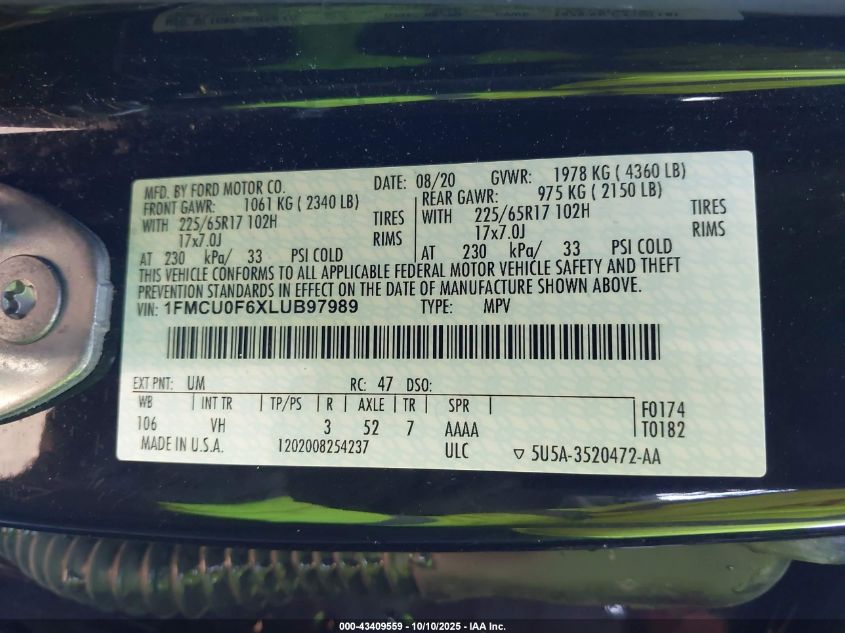 MFD. BY FORD MOTOR CO. DATE: 08/20 GVWR: 1978 KG ( 4360 LB)
FRONT GAWR: 1061 KG ( 2340 LB) REAR GAWR: 975 KG ( 2150 LB)
WITH 225/65R17 102H TIRES WITH 225/65R17 102H TIRES
17x7.0J RIMS 17x7.0J RIMS
AT 230 kPa/ 33 PSI COLD AT 230 kPa/ 33 PSI COLD
THIS VEHICLE CONFORMS TO ALL APPLICABLE FEDERAL MOTOR VEHICLE SAFETY AND THEFT
PREVENTION STANDARDS IN EFFECT ON THE DATE OF MANUFACTURE SHOWN ABOVE.
VIN: 1FMCU0F6XLUB97989 TYPE: MPV
EXT PNT: UM RC: 47 DSO:
WB INT TR TP/PS R AXLE TR SPR F0174
106 VH 3 52 7 AAAA T0182
MADE IN U.S.A. 1202008254237 ULC 5U5A-3520472-AA
000-43409559 - 10/10/2025 - IAA Inc.